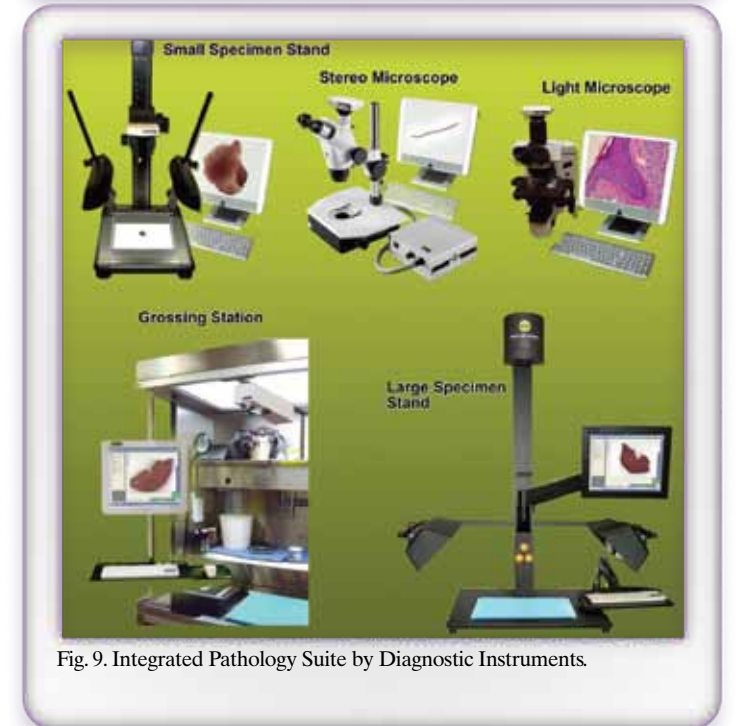 Small Specimen Stand
Stereo Microscope
Light Microscope
Grossing Station
Large Specimen
Stand
Fig. 9. Integrated Pathology Suite by Diagnostic Instruments.